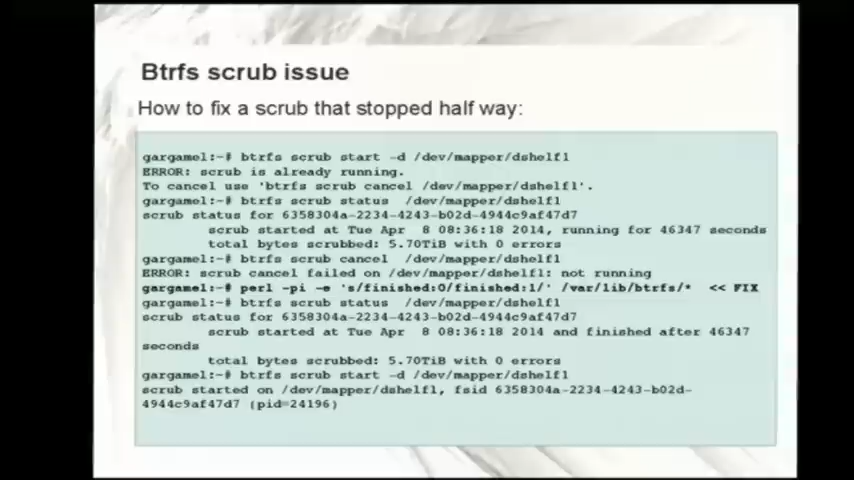 Btrfs scrub issue
How to fix a scrub that stopped half way:
gargamel:~# btrfs scrub start -d /dev/mapper/dshelf1
ERROR: scrub is already running.
To cancel use 'btrfs scrub cancel /dev/mapper/dshelf1'.
gargamel:~# btrfs scrub status  /dev/mapper/dshelf1
scrub status for 6358304a-2234-4243-b02d-4944c9af47d7
scrub started at Tue Apr  8 08:36:18 2014, running for 46347 seconds
total bytes scrubbed: 5.70TiB with 0 errors
gargamel:~# btrfs scrub cancel  /dev/mapper/dshelf1
ERROR: scrub cancel failed on /dev/mapper/dshelf1: not running
gargamel:~# perl -pi -e 's/finished:0/finished:1/' /var/lib/btrfs/*  << FIX
gargamel:~# btrfs scrub status  /dev/mapper/dshelf1
scrub status for 6358304a-2234-4243-b02d-4944c9af47d7
scrub started at Tue Apr  8 08:36:18 2014 and finished after 46347
seconds
total bytes scrubbed: 5.70TiB with 0 errors
gargamel:~# btrfs scrub start -d /dev/mapper/dshelf1
scrub started on /dev/mapper/dshelf1, fsid 6358304a-2234-4243-b02d-
4944c9af47d7 (pid=24196)